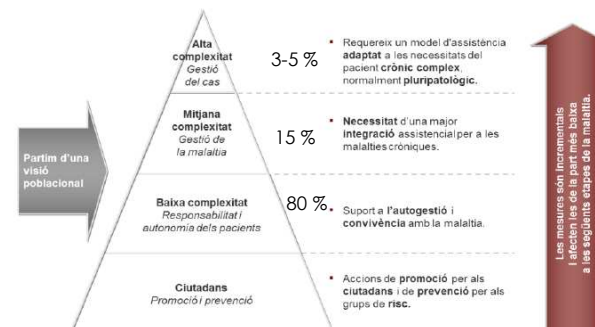 Alta
complexitat
Gestió
del cas
3-5 %
• Requereix un model d'assistència
adaptat a les necessitats del
pacient crònic complex,
normalment pluripatològic.
Mitjana
complexitat
Gestió de
la malaltia
15 %
• Necessitat d'una major
integració assistencial per a les
malalties cròniques.
Partim d'una
visió
poblacional
Baixa complexitat
Responsabilitat i
autonomia dels pacients
80 %
• Suport a l'autogestió i
convivència amb la malaltia.
Ciutadans
Promoció i prevenció
• Accions de promoció per als
ciutadans i de prevenció per als
grups de risc.
Les mesures són incrementals
i afecten les de la part més baixa
a les següents etapes de la malaltia.